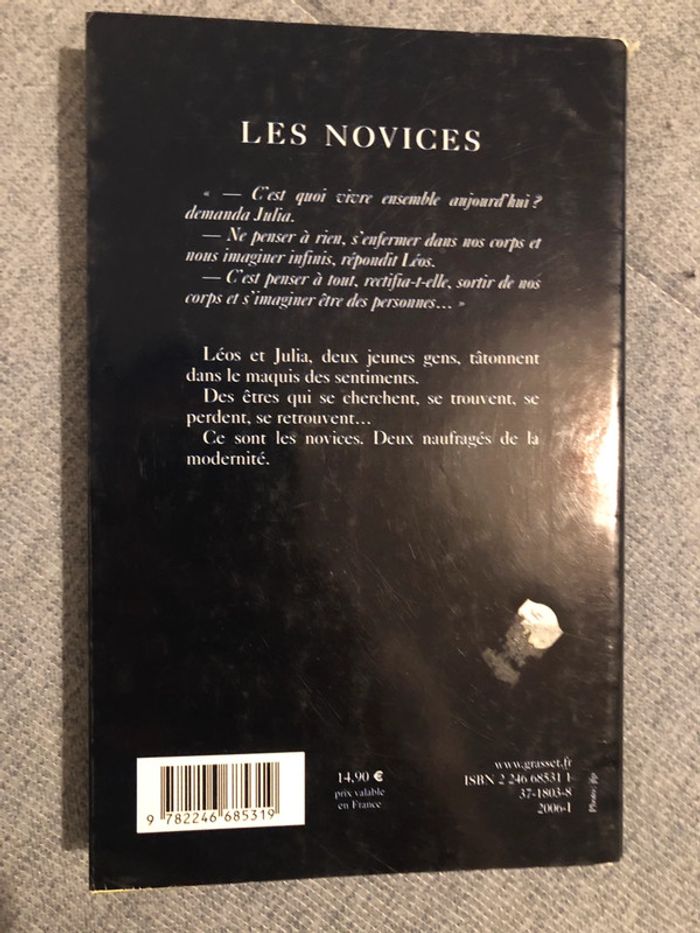 LES NOVICES
« — C'est quoi vivre ensemble aujourd'hui ?
demanda Julia.
— Ne penser à rien, s'enfermer dans nos corps et
nous imaginer infinis, répondit Léos.
— C'est penser à tout, rectifia-t-elle, sortir de nos
corps et s'imaginer être des personnes... »
Léos et Julia, deux jeunes gens, tâtonnent
dans le maquis des sentiments.
Des êtres qui se cherchent, se trouvent, se
perdent, se retrouvent...
Ce sont les novices. Deux naufragés de la
modernité.
9 782246 685319
14,90 €
prix valable
en France
www.grasset.fr
ISBN 2 246 68531 1
37-1803-8
2006-I
Photo: